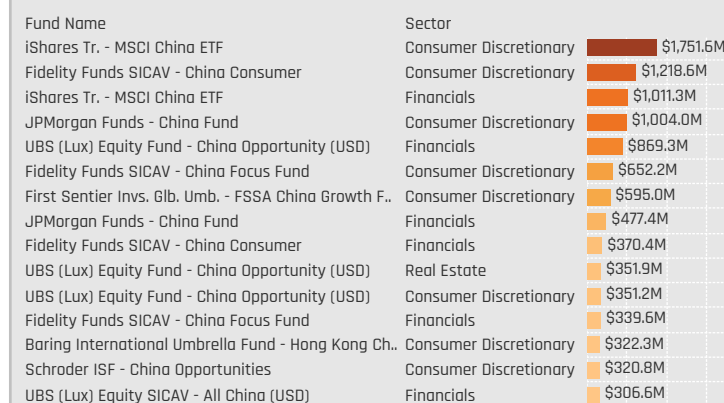 Fund Name Sector
iShares Tr. - MSCI China ETF Consumer Discretionary $1,751.6M
Fidelity Funds SICAV - China Consumer Consumer Discretionary $1,218.6M
iShares Tr. - MSCI China ETF Financials $1,011.3M
JPMorgan Funds - China Fund Consumer Discretionary $1,004.0M
UBS (Lux) Equity Fund - China Opportunity (USD) Financials $869.3M
Fidelity Funds SICAV - China Focus Fund Consumer Discretionary $652.2M
First Sentier Invs. Glb. Umb. - FSSA China Growth F.. Consumer Discretionary $595.0M
JPMorgan Funds - China Fund Financials $477.4M
Fidelity Funds SICAV - China Consumer Financials $370.4M
UBS (Lux) Equity Fund - China Opportunity (USD) Real Estate $351.9M
UBS (Lux) Equity Fund - China Opportunity (USD) Consumer Discretionary $351.2M
Fidelity Funds SICAV - China Focus Fund Financials $339.6M
Baring International Umbrella Fund - Hong Kong Ch.. Consumer Discretionary $322.3M
Schroder ISF - China Opportunities Consumer Discretionary $320.8M
UBS (Lux) Equity SICAV - All China (USD) Financials $306.6M